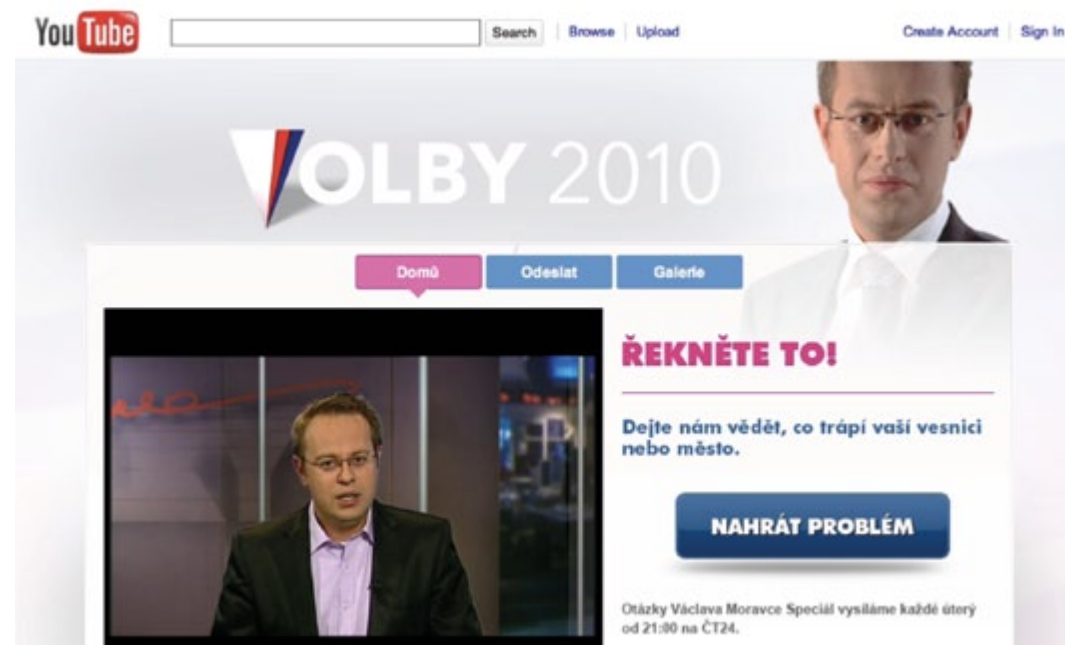 YouTube
Search Browse Upload Create Account Sign In
VOLBY 2010
Domů Odeslat Galerie
ŘEKNĚTE TO!
Dejte nám vědět, co trápí vaší vesnici
nebo město.
NAHRÁT PROBLÉM
Otázky Václava Moravce Speciál vysíláme každé úterý
od 21:00 na ČT24.